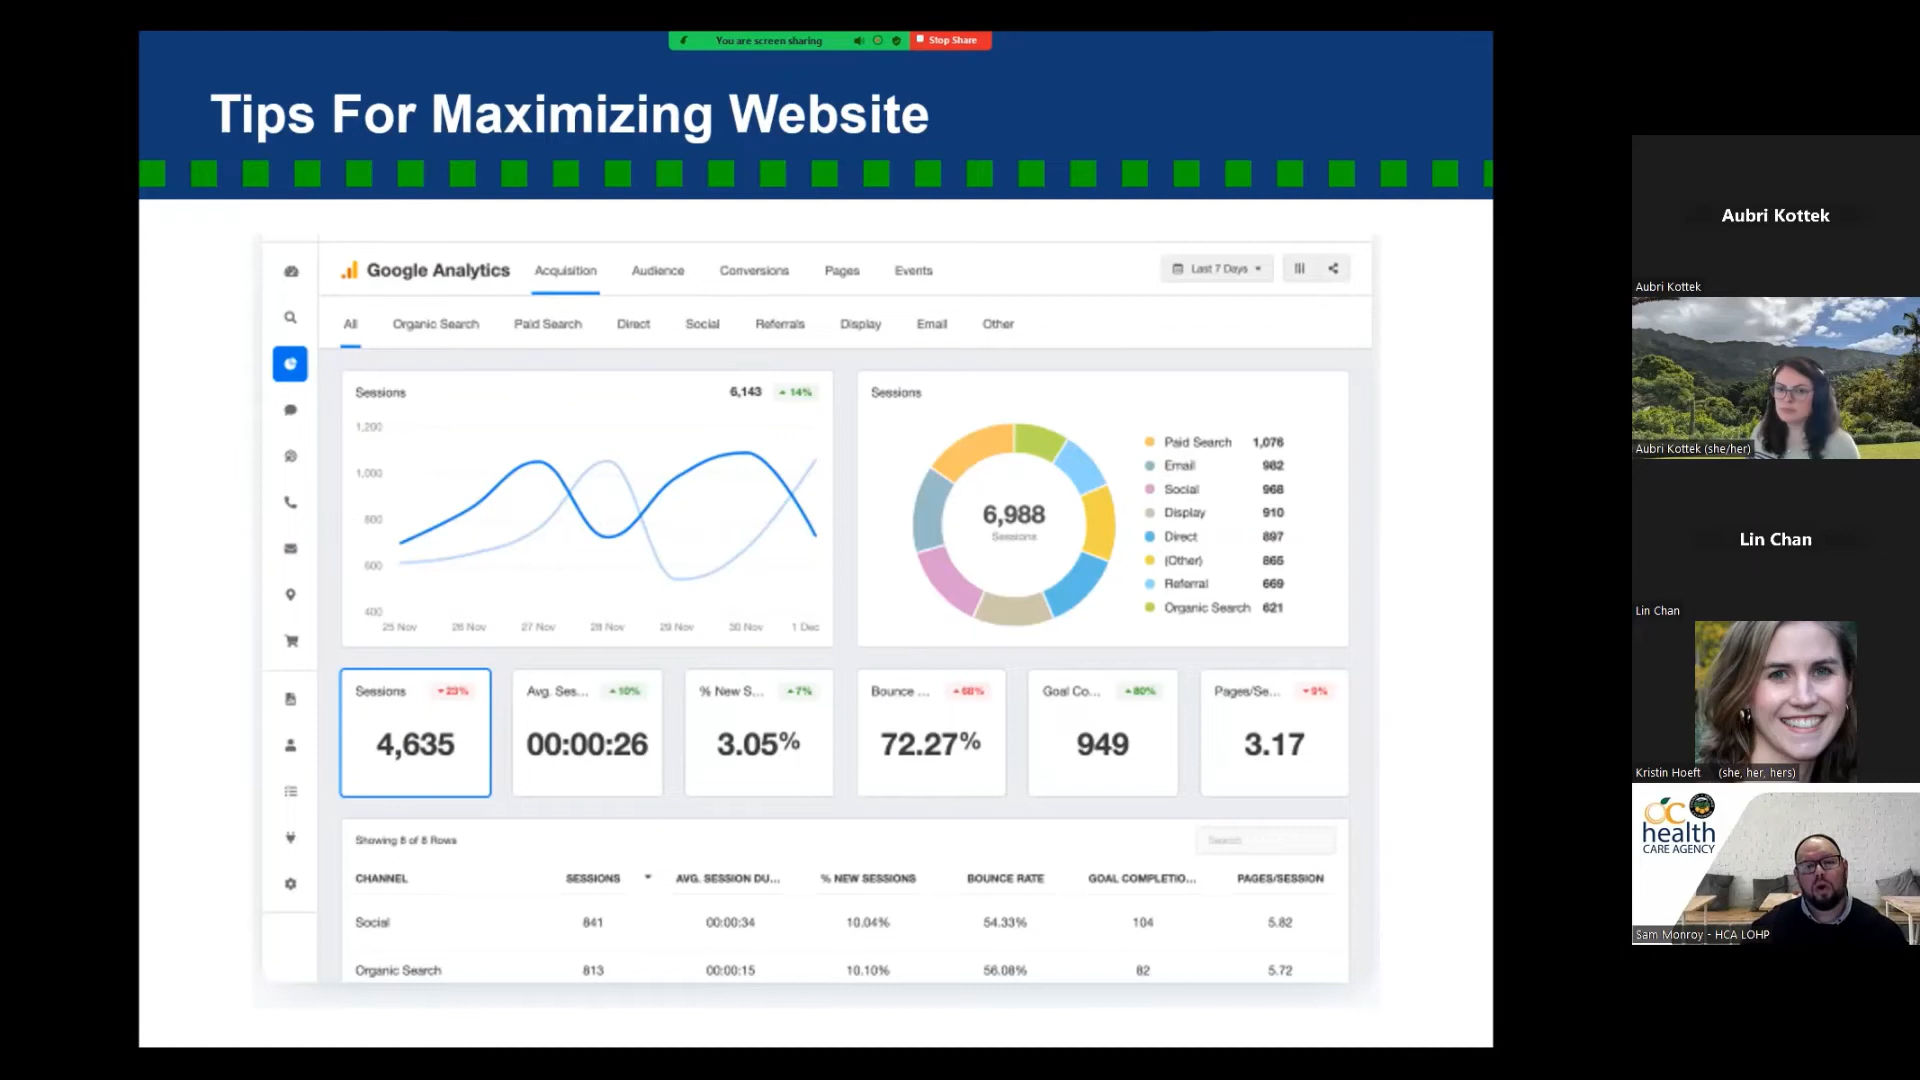 You are screen sharing
Stop Share
Tips For Maximizing Website
Google Analytics
Acquisition
Audience
Conversions
Pages
Events
Last 7 Days
All
Organic Search
Paid Search
Direct
Social
Referrals
Display
Email
Other
Sessions
6,143
14%
1,200
1,000
800
600
400
25 Nov
26 Nov
27 Nov
28 Nov
29 Nov
30 Nov
1 Dec
Sessions
6,988
Sessions
Paid Search 1,076
Email 982
Social 968
Display 910
Direct 897
(Other) 865
Referral 669
Organic Search 621
Sessions 23%
4,635
Avg. Ses... 10%
00:00:26
% New S... 7%
3.05%
Bounce ... 68%
72.27%
Goal Co... 80%
949
Pages/Se... 9%
3.17
Showing 8 of 8 Rows
Search
CHANNEL SESSIONS AVG. SESSION DU... % NEW SESSIONS BOUNCE RATE GOAL COMPLETIO... PAGES/SESSION
Social 841 00:00:34 10.04% 54.33% 104 5.82
Organic Search 813 00:00:15 10.10% 56.08% 82 5.72
Aubri Kottek
Aubri Kottek
Aubri Kottek (she/her)
Lin Chan
Lin Chan
Kristin Hoeft (she, her, hers)
OC
health
CARE AGENCY
Sam Monroy - HCA LOHP